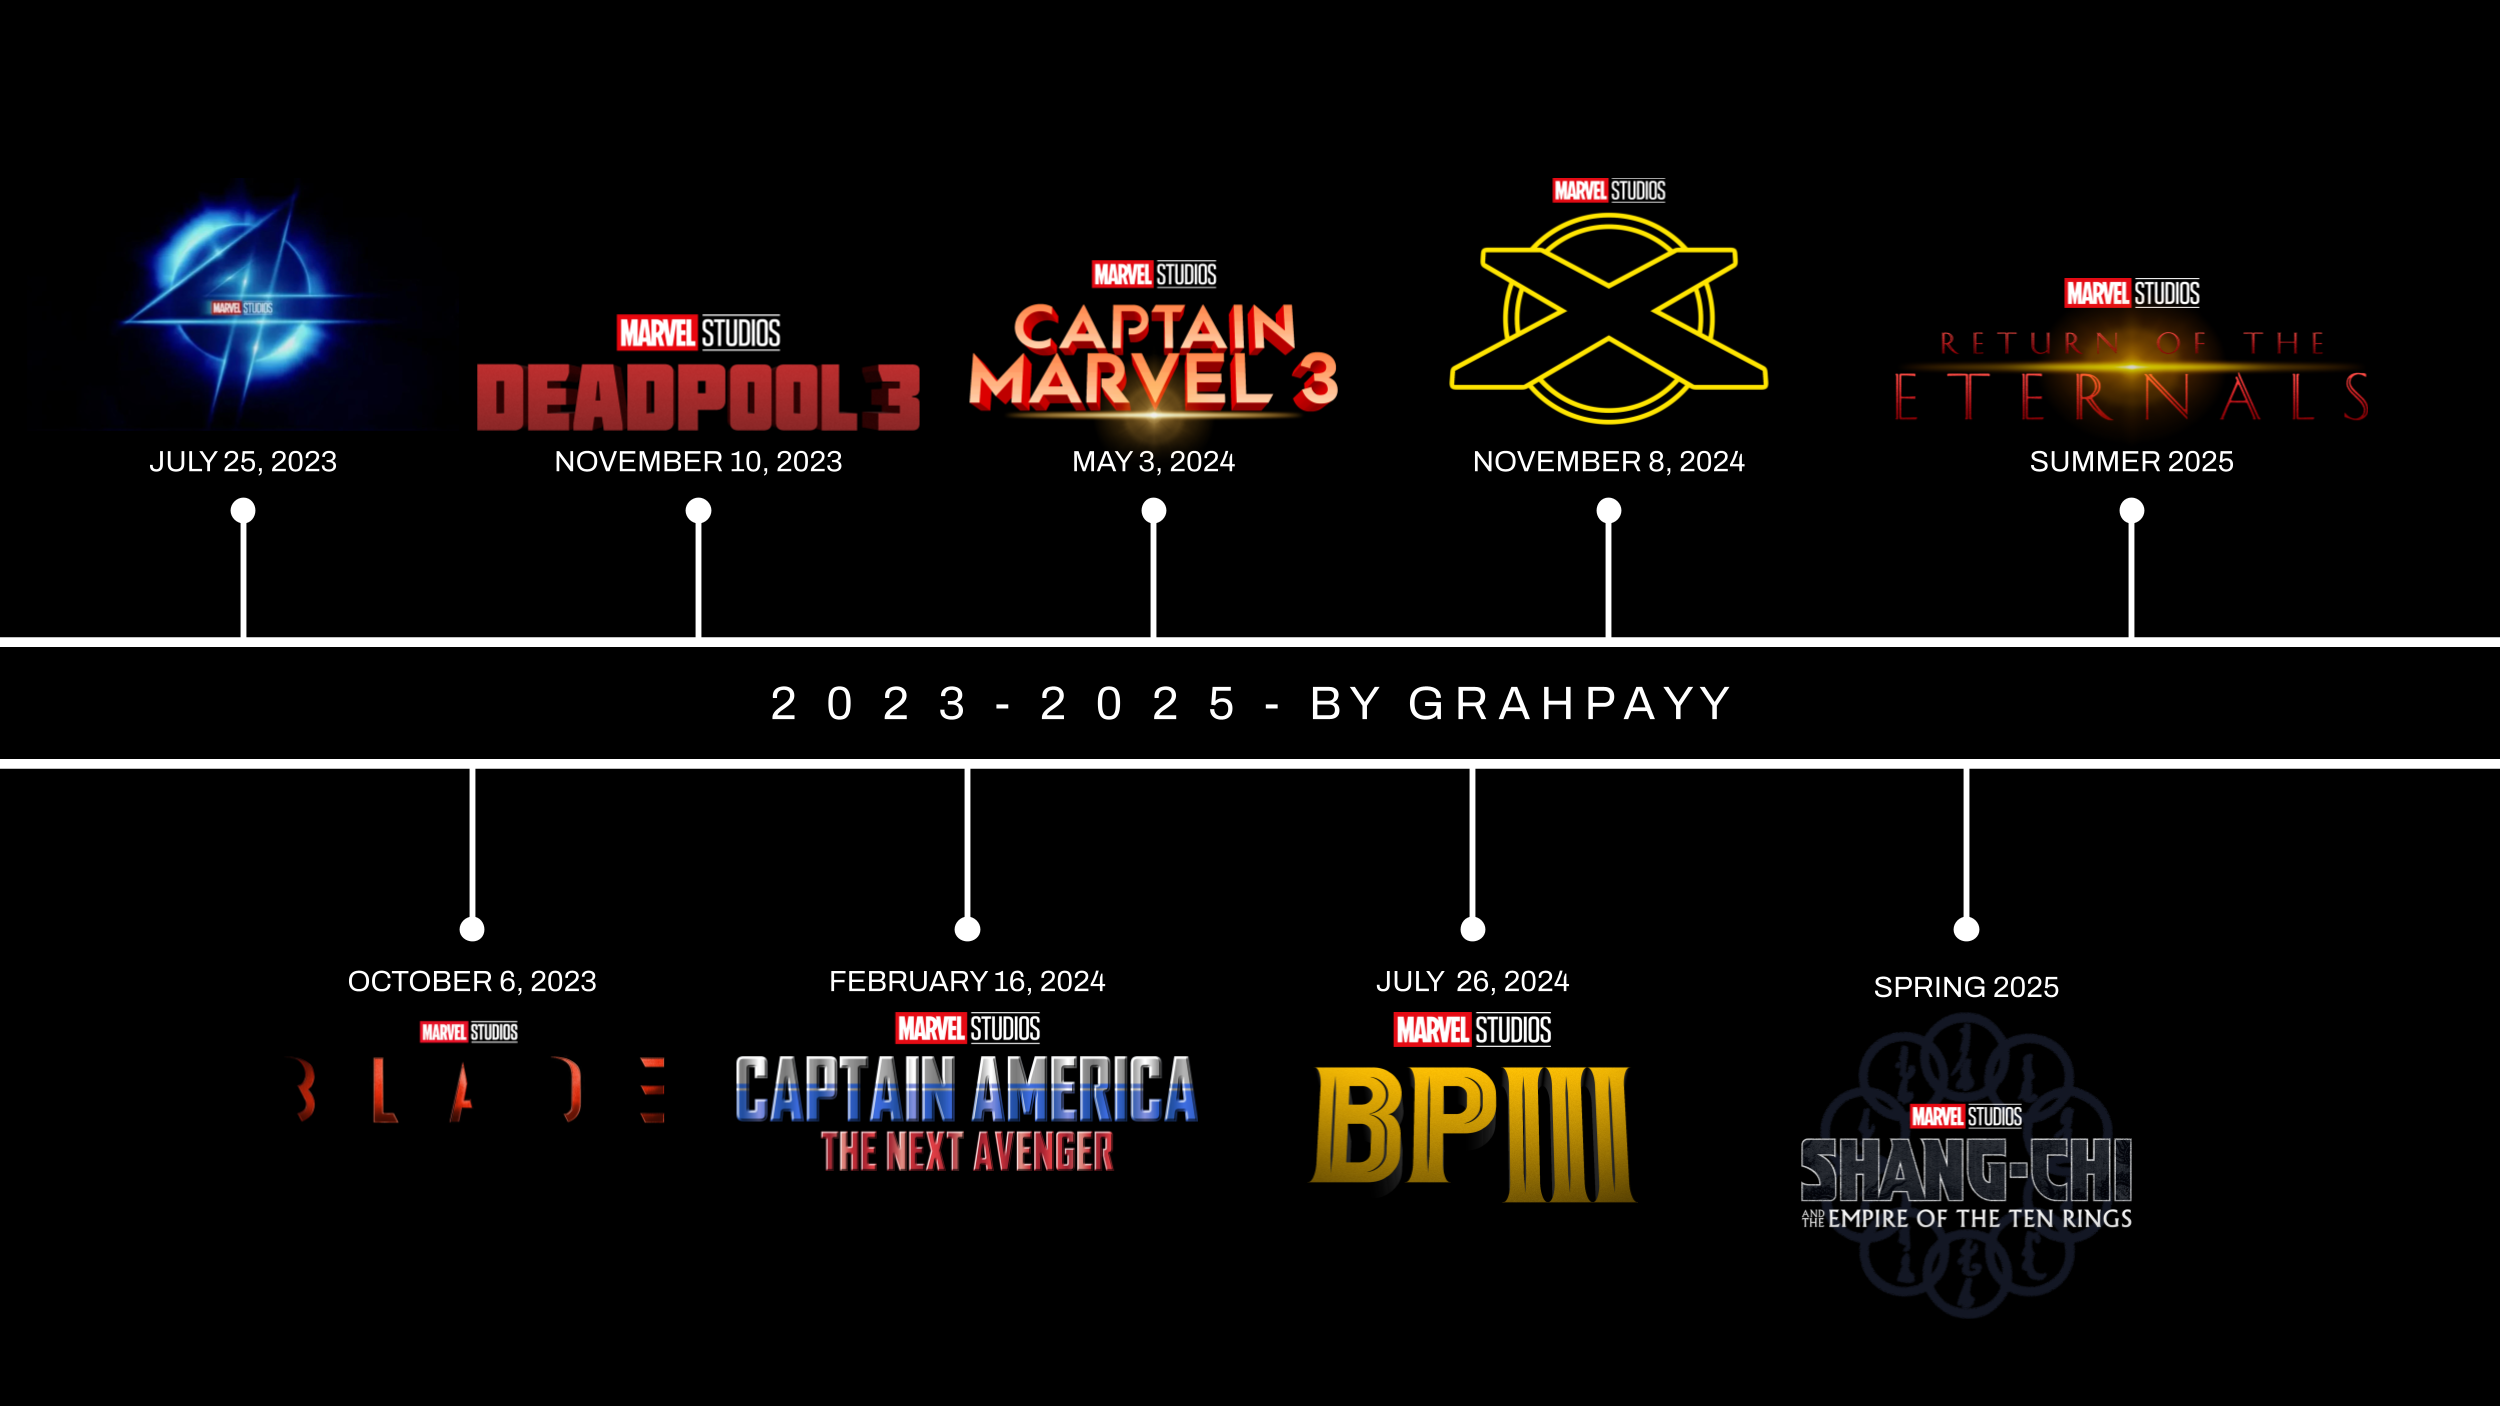 MARVEL STUDIOS
JULY 25, 2023
MARVEL STUDIOS
DEADPOOL 3
NOVEMBER 10, 2023
MARVEL STUDIOS
CAPTAIN
MARVEL 3
MAY 3, 2024
MARVEL STUDIOS
X
NOVEMBER 8, 2024
MARVEL STUDIOS
RETURN OF THE
ETERNALS
SUMMER 2025
2023-2025-BY GRAHPAYY
OCTOBER 6, 2023
MARVEL STUDIOS
BLADE
FEBRUARY 16, 2024
MARVEL STUDIOS
CAPTAIN AMERICA
THE NEXT AVENGER
JULY 26, 2024
MARVEL STUDIOS
BPIII
SPRING 2025
MARVEL STUDIOS
SHANG-CHI
AND THE EMPIRE OF THE TEN RINGS